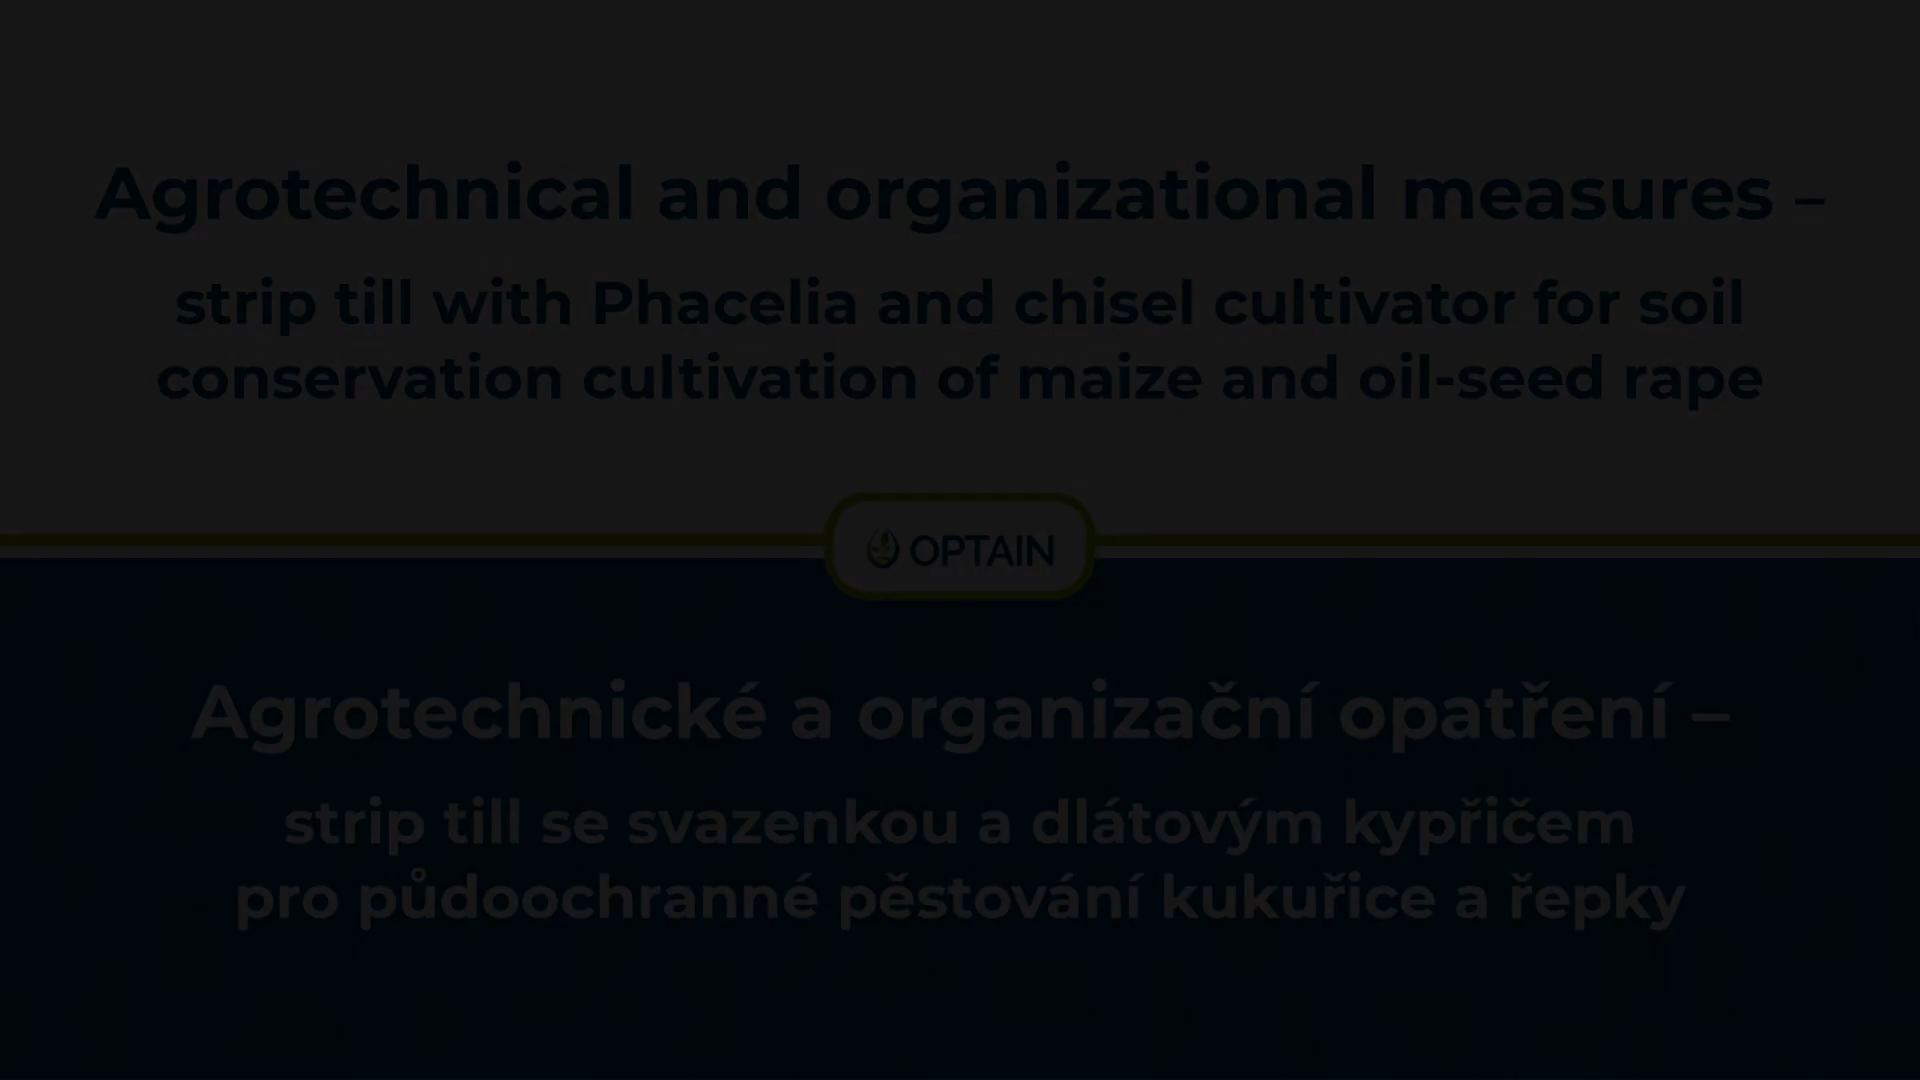 Agrotechnical and organizational measures –
strip till with Phacelia and chisel cultivator for soil
conservation cultivation of maize and oil-seed rape
OPTAIN
Agrotechnické a organizační opatření –
strip till se svazenkou a dlátovým kypřičem
pro půdoochranné pěstování kukuřice a řepky